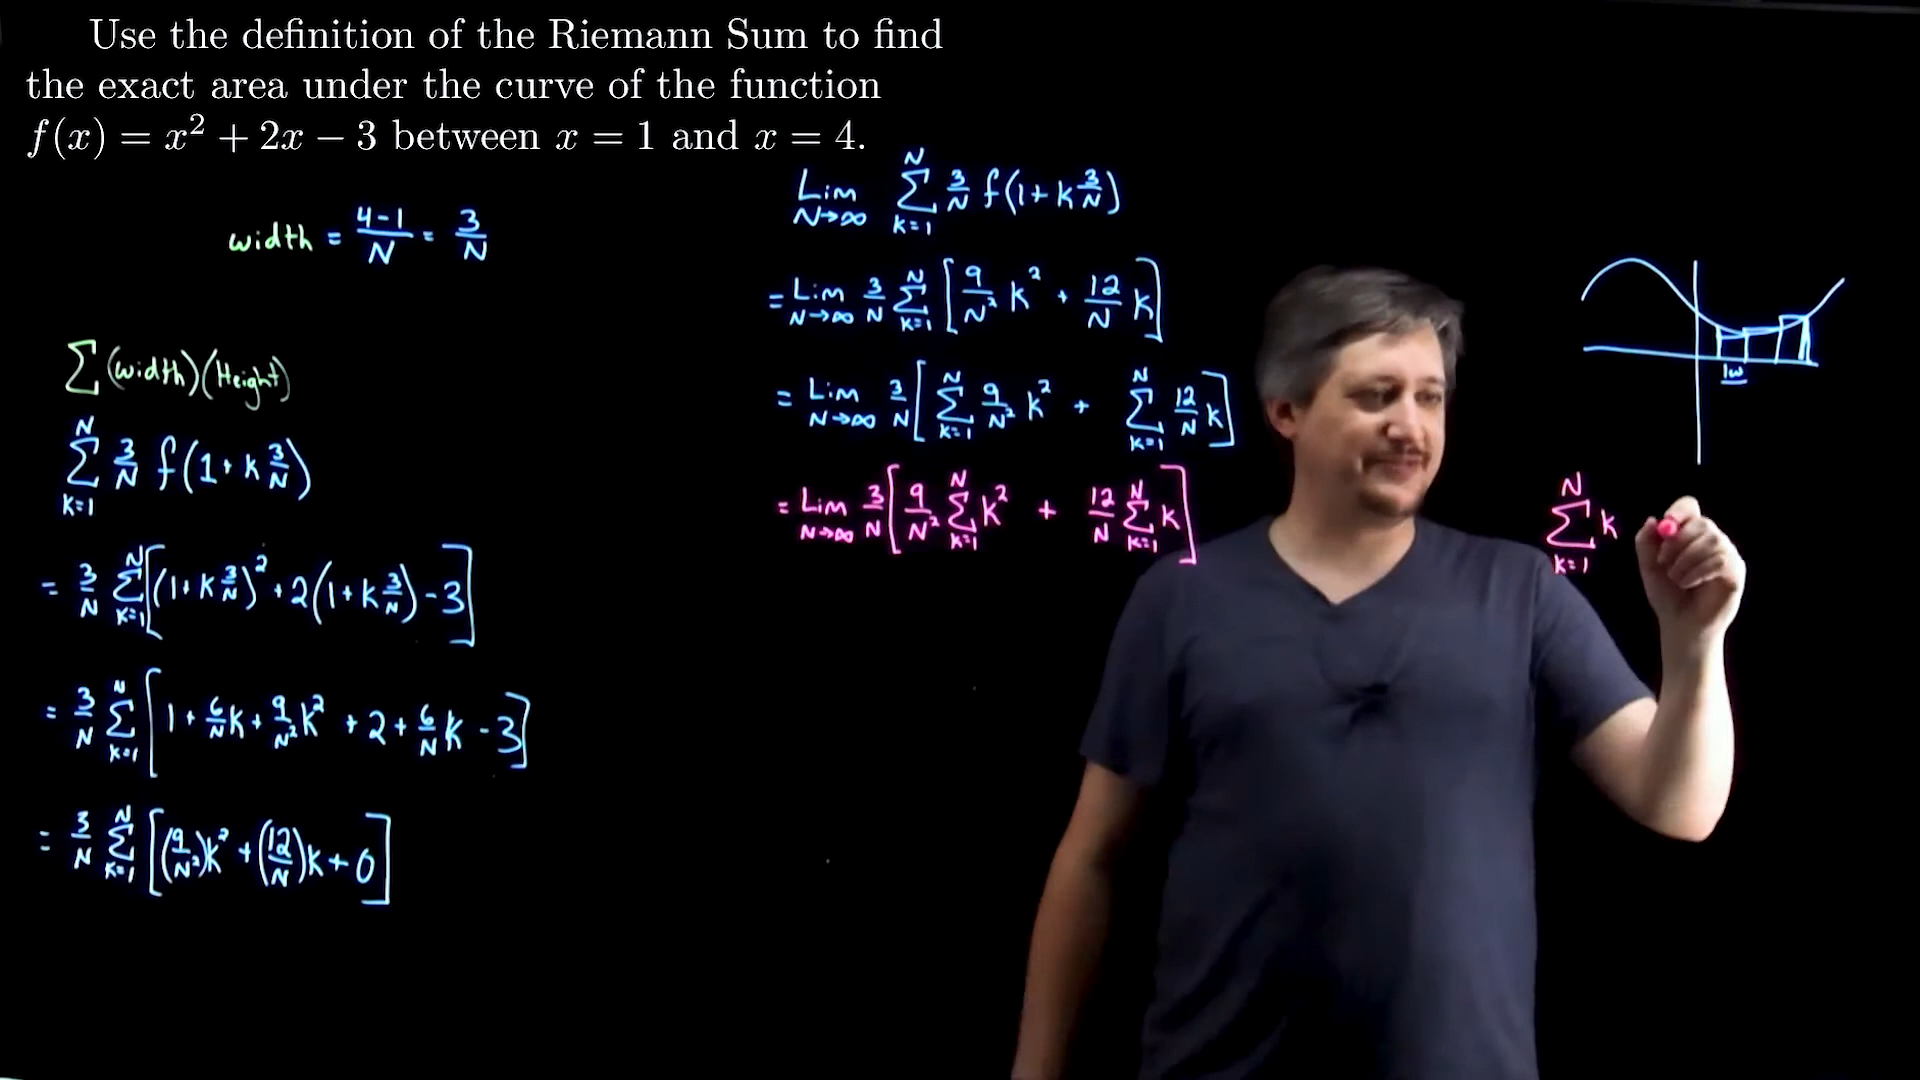 Use the definition of the Riemann Sum to find
the exact area under the curve of the function
f(x) = x² + 2x − 3 between x = 1 and x = 4.
width = (4-1)/N = 3/N
Σ (width)(Height)
Σ_{k=1}^{N} 3/N f(1 + k 3/N)
= 3/N Σ_{k=1}^{N} [(1 + k 3/N)² + 2(1 + k 3/N) - 3]
= 3/N Σ_{k=1}^{N} [1 + 6/N k + 9/N² k² + 2 + 6/N k - 3]
= 3/N Σ_{k=1}^{N} [(9/N²)k² + (12/N)k + 0]
Lim_{N→∞} Σ_{k=1}^{N} 3/N f(1 + k 3/N)
= Lim_{N→∞} 3/N Σ_{k=1}^{N} [9/N² k² + 12/N k]
= Lim_{N→∞} 3/N [Σ_{k=1}^{N} 9/N² k² + Σ_{k=1}^{N} 12/N k]
= Lim_{N→∞} 3/N [9/N² Σ_{k=1}^{N} k² + 12/N Σ_{k=1}^{N} k]
Σ_{k=1}^{N} k